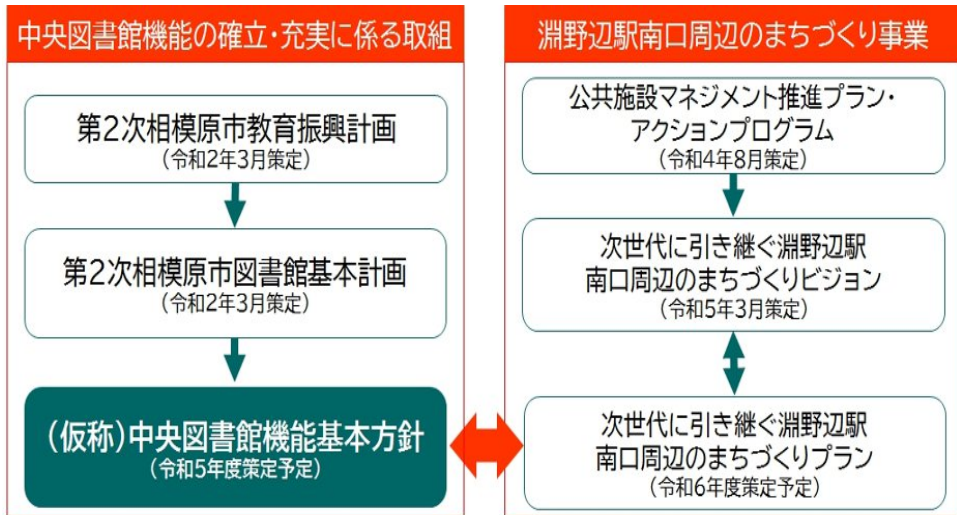 中央図書館機能の確立・充実に係る取組
第2次相模原市教育振興計画
(令和2年3月策定)
第2次相模原市図書館基本計画
(令和2年3月策定)
(仮称)中央図書館機能基本方針
(令和5年度策定予定)
淵野辺駅南口周辺のまちづくり事業
公共施設マネジメント推進プラン・
アクションプログラム
(令和4年8月策定)
次世代に引き継ぐ淵野辺駅
南口周辺のまちづくりビジョン
(令和5年3月策定)
次世代に引き継ぐ淵野辺駅
南口周辺のまちづくりプラン
(令和6年度策定予定)